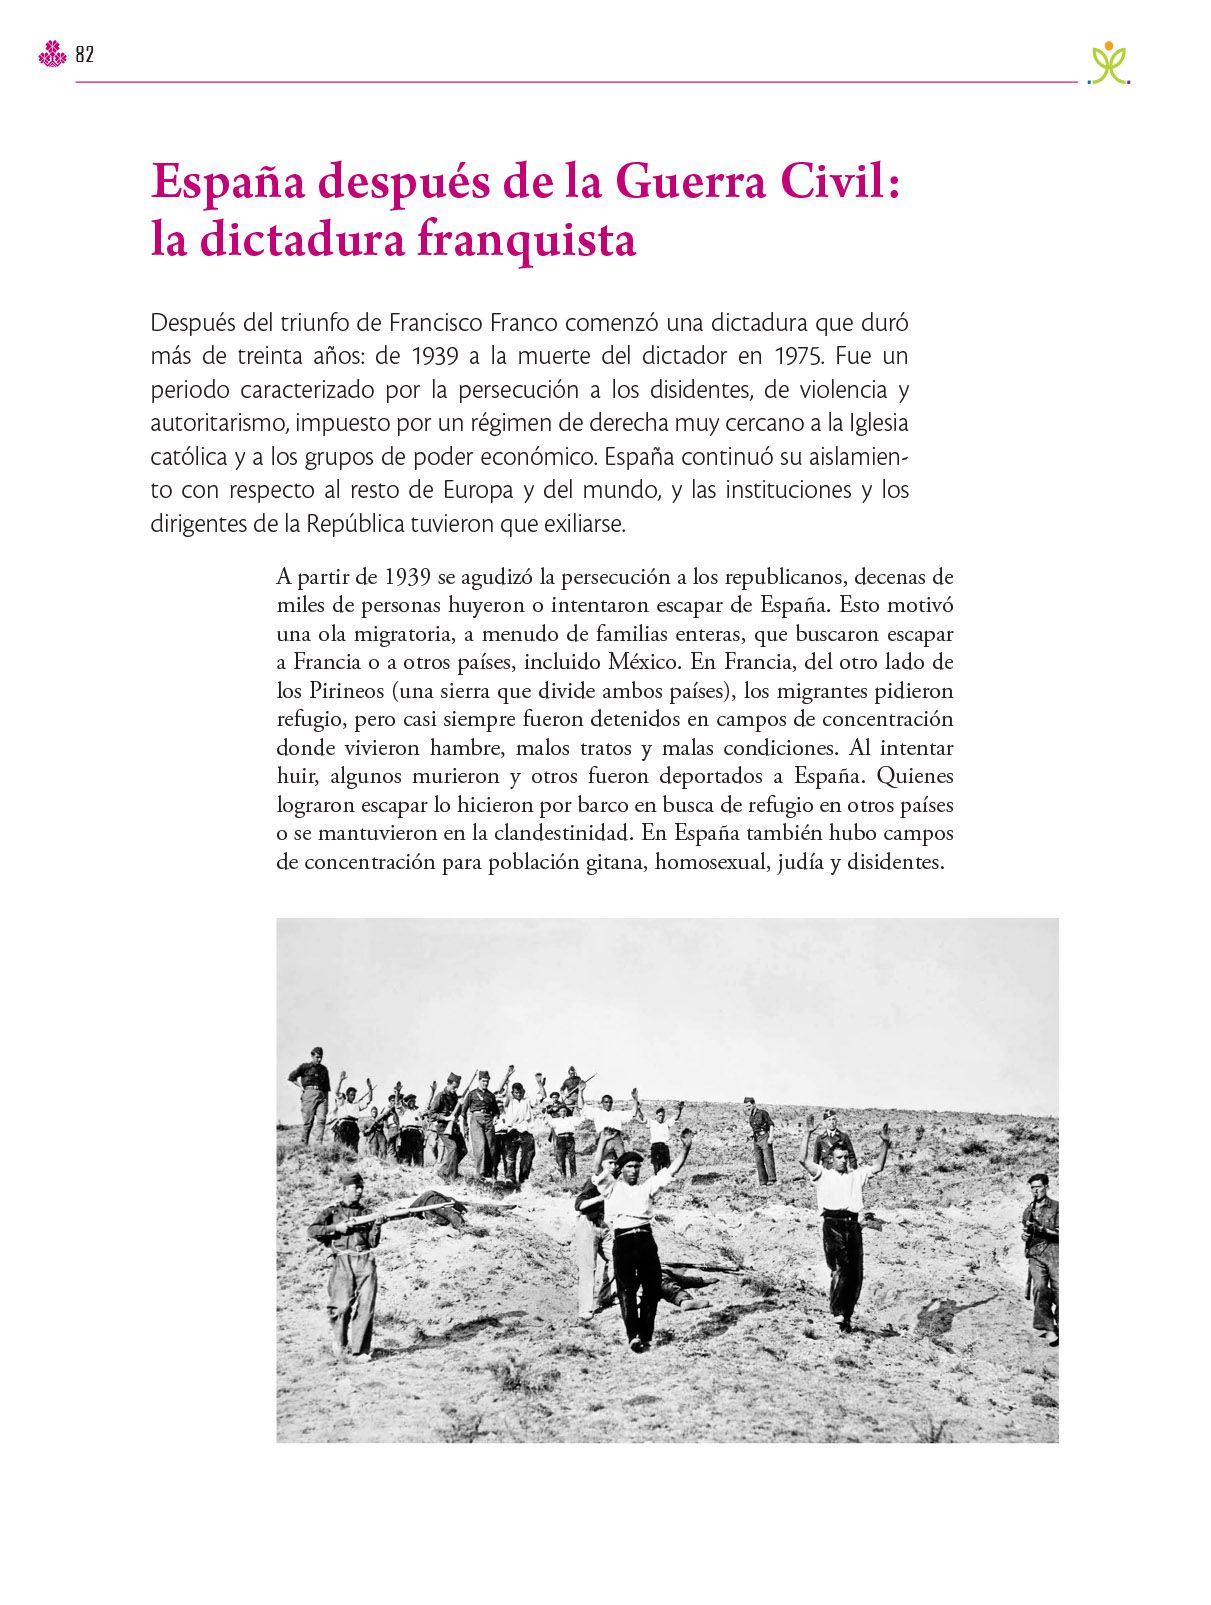 82
España después de la Guerra Civil:
la dictadura franquista
Después del triunfo de Francisco Franco comenzó una dictadura que duró
más de treinta años: de 1939 a la muerte del dictador en 1975. Fue un
periodo caracterizado por la persecución a los disidentes, de violencia y
autoritarismo, impuesto por un régimen de derecha muy cercano a la Iglesia
católica y a los grupos de poder económico. España continuó su aislamien-
to con respecto al resto de Europa y del mundo, y las instituciones y los
dirigentes de la República tuvieron que exiliarse.
A partir de 1939 se agudizó la persecución a los republicanos, decenas de
miles de personas huyeron o intentaron escapar de España. Esto motivó
una ola migratoria, a menudo de familias enteras, que buscaron escapar
a Francia o a otros países, incluido México. En Francia, del otro lado de
los Pirineos (una sierra que divide ambos países), los migrantes pidieron
refugio, pero casi siempre fueron detenidos en campos de concentración
donde vivieron hambre, malos tratos y malas condiciones. Al intentar
huir, algunos murieron y otros fueron deportados a España. Quienes
lograron escapar lo hicieron por barco en busca de refugio en otros países
o se mantuvieron en la clandestinidad. En España también hubo campos
de concentración para población gitana, homosexual, judía y disidentes.